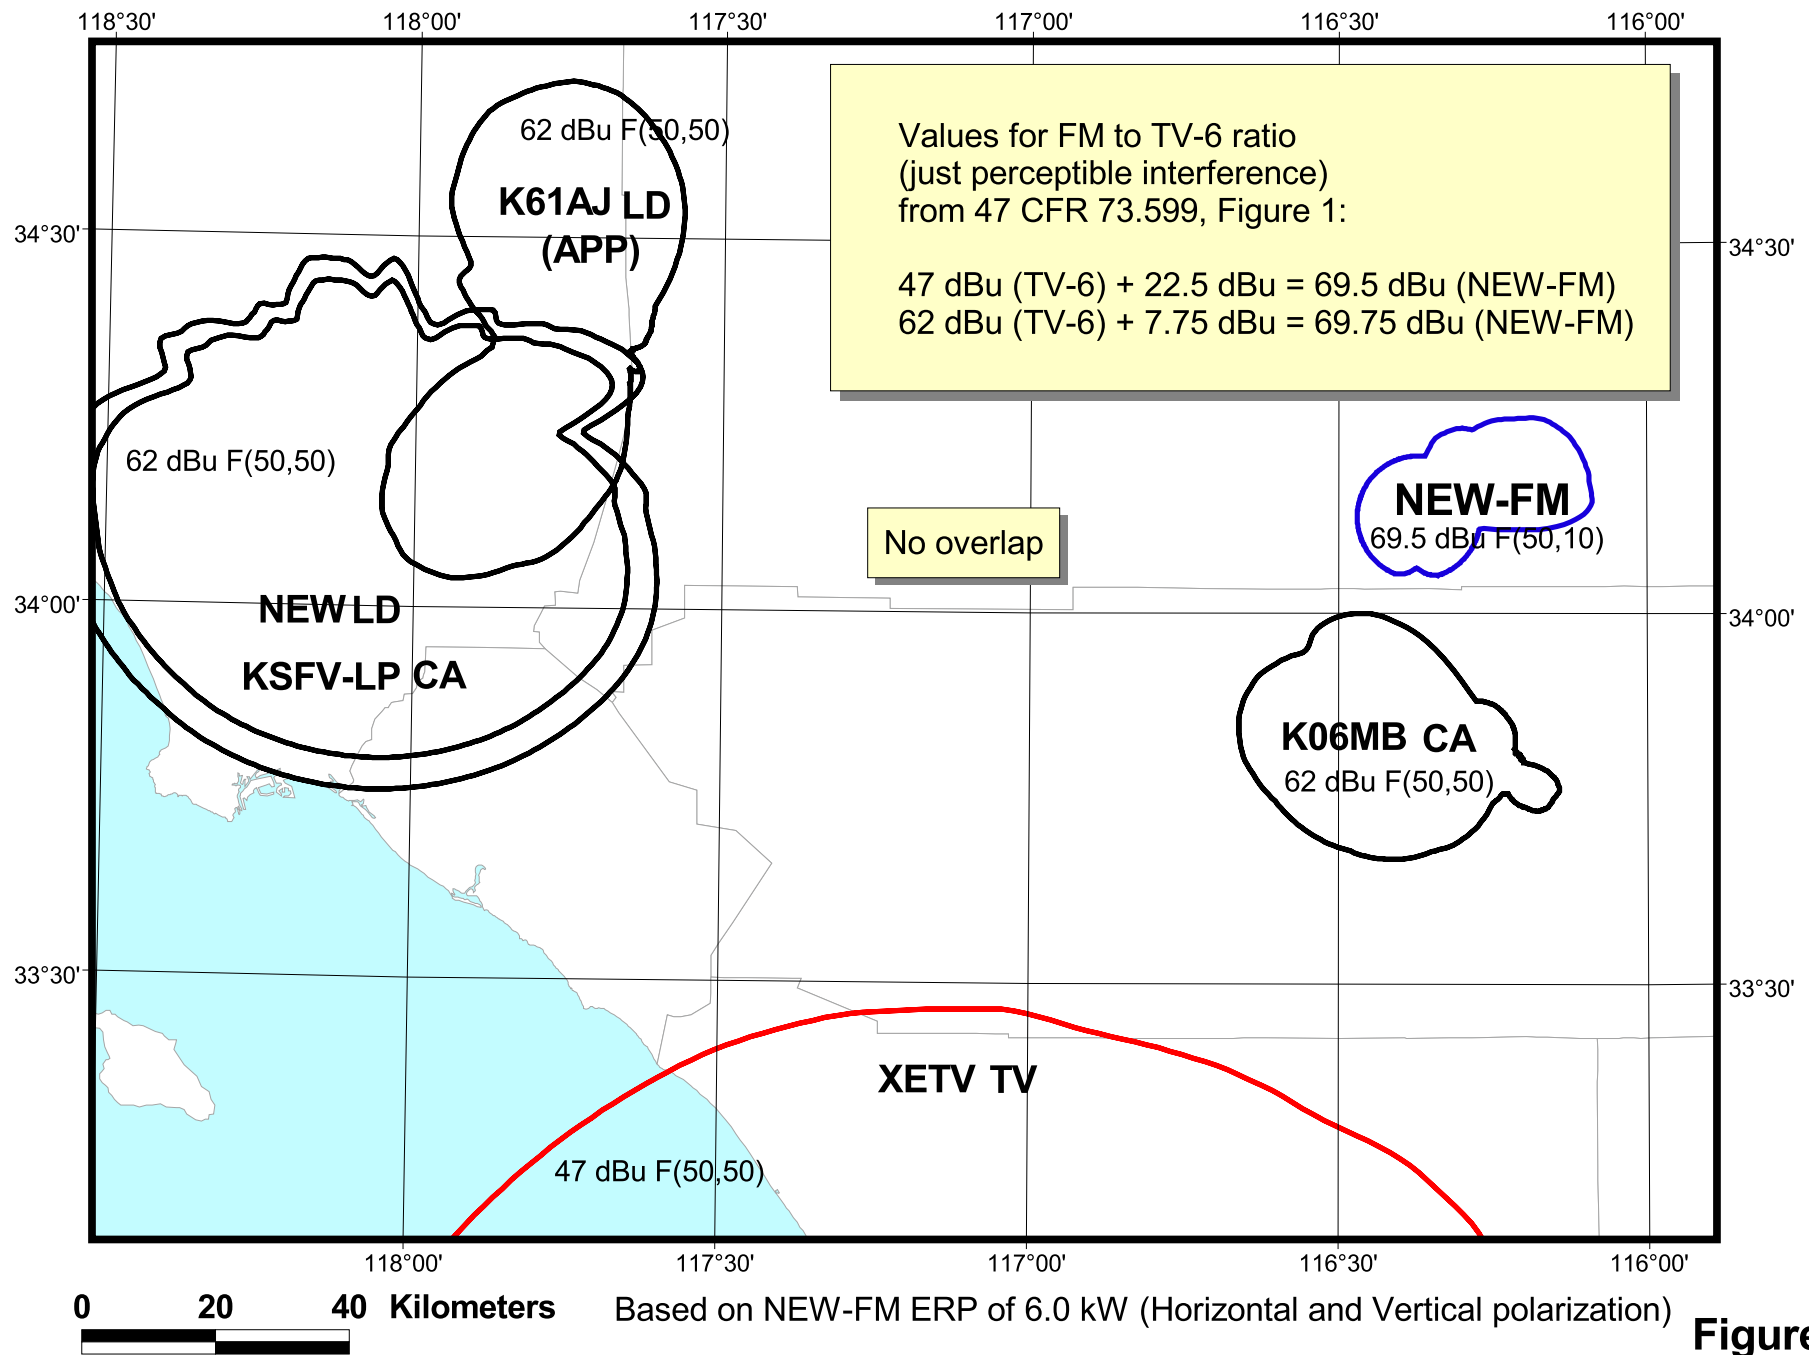 118°30' 118°00' 117°30' 117°00' 116°30' 116°00'
62 dBu F(50,50)
K61AJ LD
(APP)
Values for FM to TV-6 ratio
(just perceptible interference)
from 47 CFR 73.599, Figure 1:
47 dBu (TV-6) + 22.5 dBu = 69.5 dBu (NEW-FM)
62 dBu (TV-6) + 7.75 dBu = 69.75 dBu (NEW-FM)
34°30' 34°30'
62 dBu F(50,50)
NEW-FM
69.5 dBu F(50,10)
No overlap
34°00' 34°00'
NEW LD
KSFV-LP CA
K06MB CA
62 dBu F(50,50)
33°30' 33°30'
XETV TV
47 dBu F(50,50)
118°00' 117°30' 117°00' 116°30' 116°00'
0 20 40 Kilometers
Based on NEW-FM ERP of 6.0 kW (Horizontal and Vertical polarization)
Figure